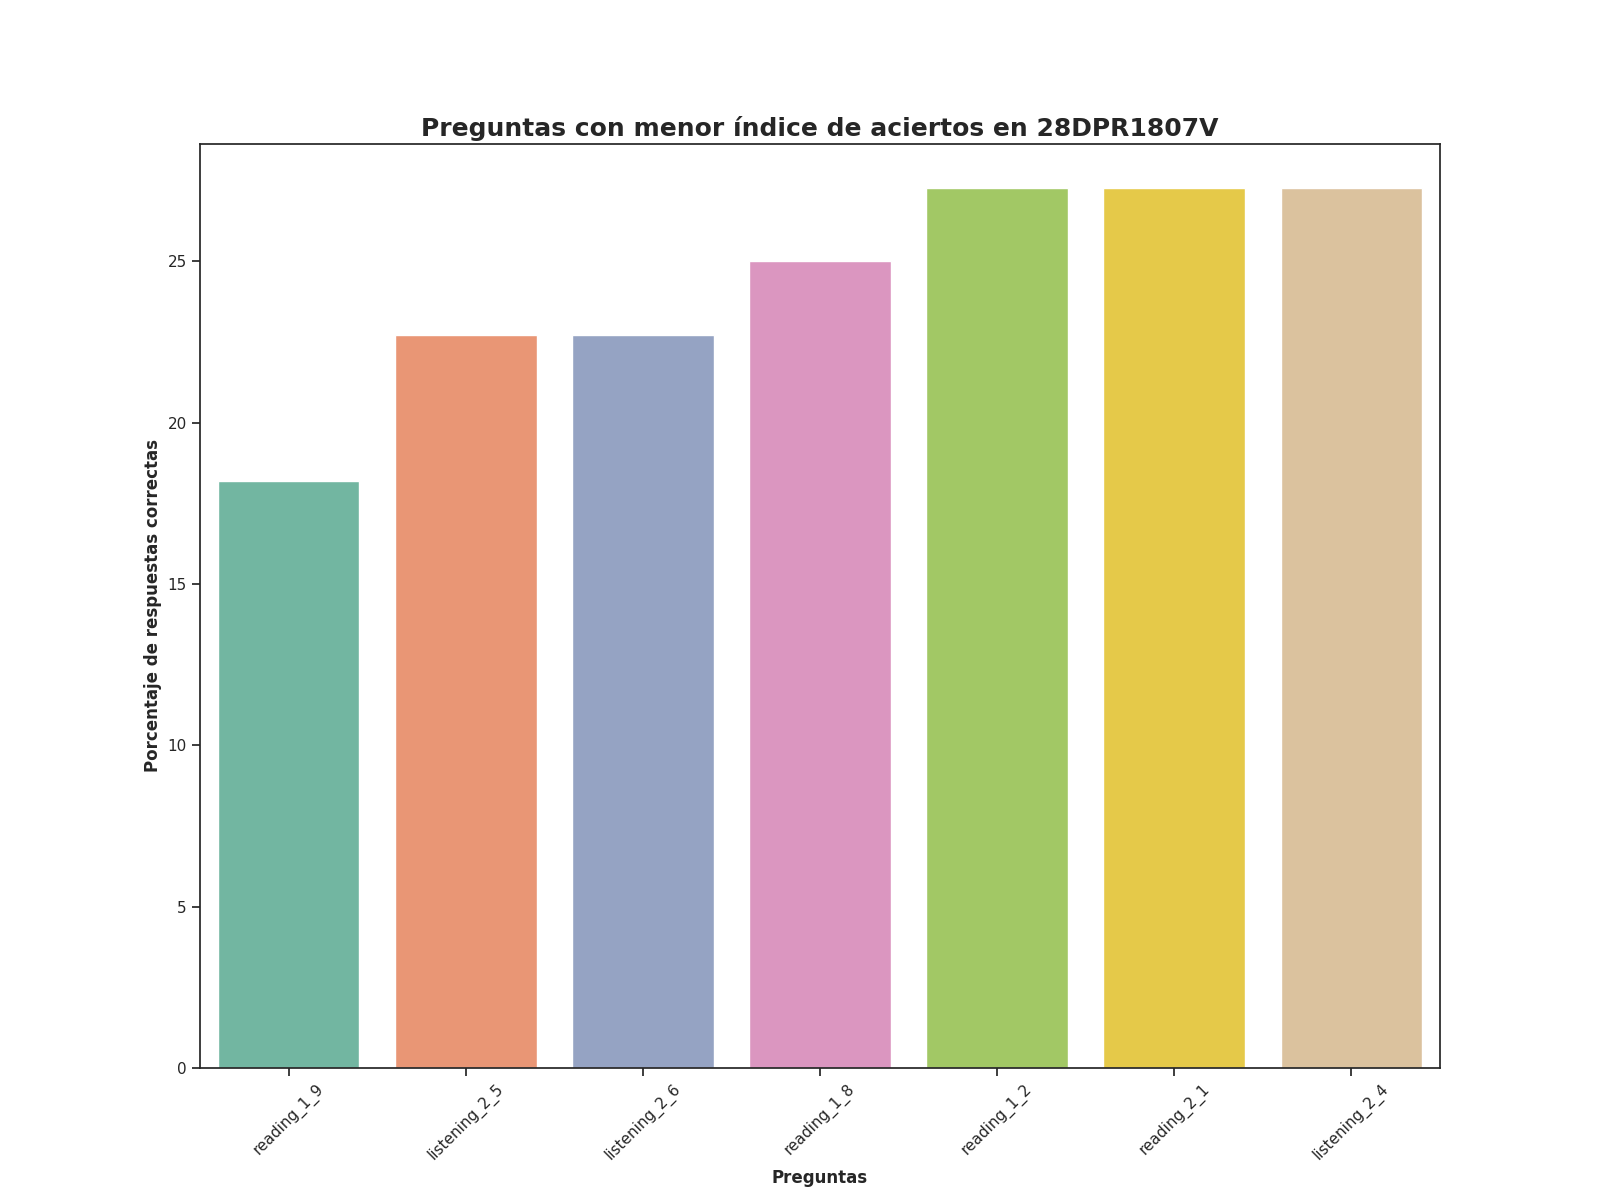 Preguntas con menor índice de aciertos en 28DPR1807V
Porcentaje de respuestas correctas
25
20
15
10
5
0
reading_1_9
listening_2_5
listening_2_6
reading_1_8
reading_1_2
reading_2_1
listening_2_4
Preguntas